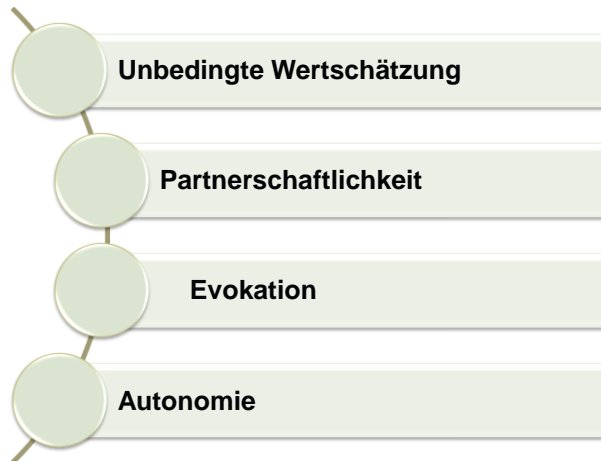 Unbedingte Wertschätzung
Partnerschaftlichkeit
Evokation
Autonomie